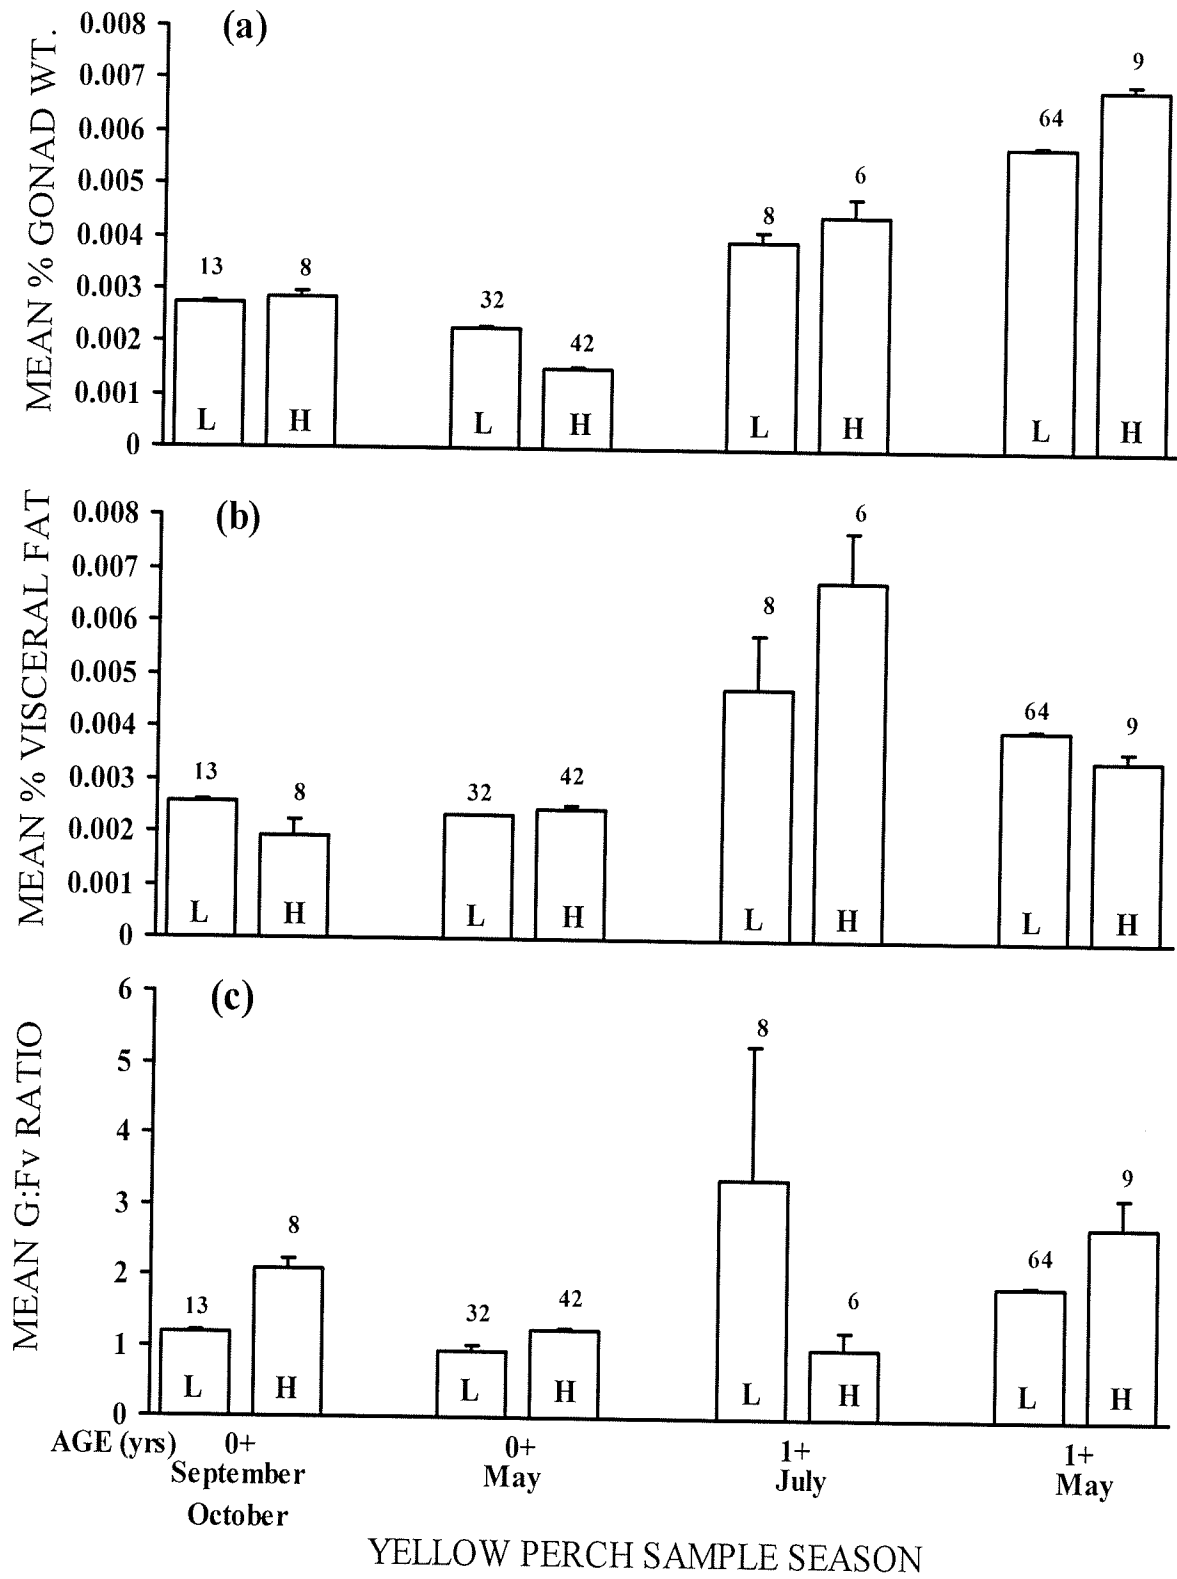 (a)
MEAN % GONAD WT.
0.008
0.007
0.006
0.005
0.004
0.003
0.002
0.001
0
13 8 32 42 8 6 64 9
L H L H L H L H
(b)
MEAN % VISCERAL FAT
0.008
0.007
0.006
0.005
0.004
0.003
0.002
0.001
0
13 8 32 42 8 6 64 9
L H L H L H L H
(c)
MEAN G:Fv RATIO
6
5
4
3
2
1
0
13 8 32 42 8 6 64 9
L H L H L H L H
AGE (yrs) 0+ 0+ 1+ 1+
September May July May
October
YELLOW PERCH SAMPLE SEASON